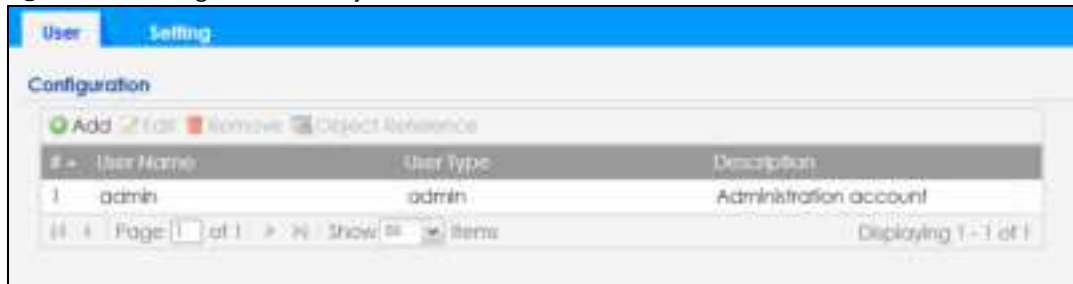 User Setting
Configuration
Add Edit Remove Object Reference
# User Name User Type Description
1 admin admin Administration account
Page 1 of 1 Show items Displaying 1 - 1 of 1